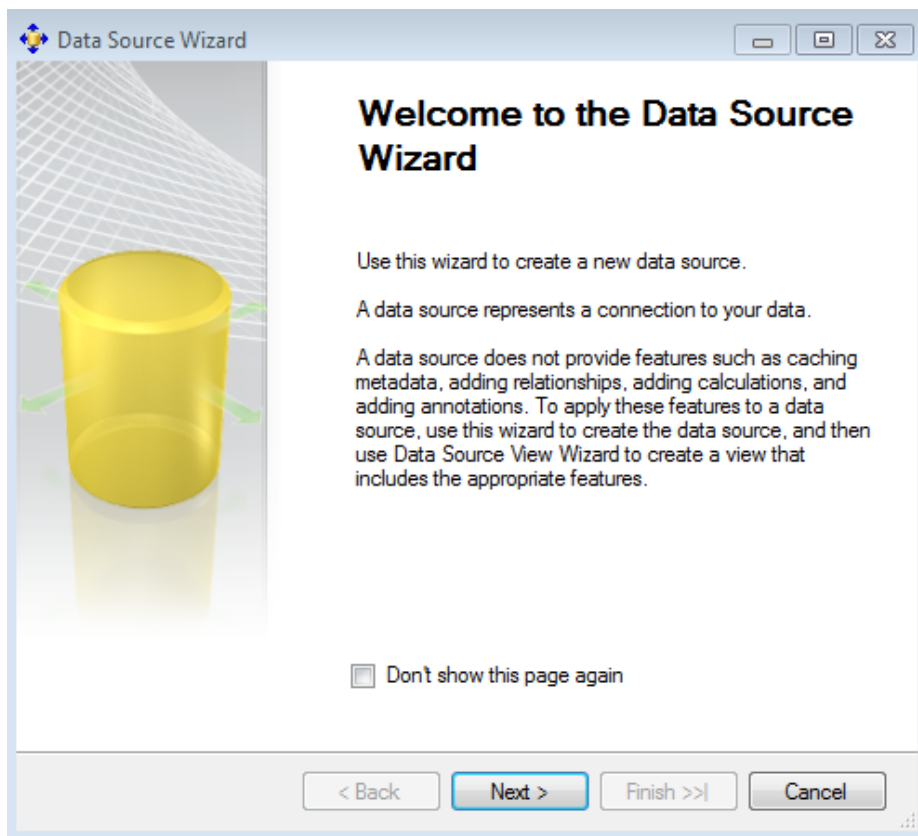 Data Source Wizard
Welcome to the Data Source
Wizard
Use this wizard to create a new data source.
A data source represents a connection to your data.
A data source does not provide features such as caching
metadata, adding relationships, adding calculations, and
adding annotations. To apply these features to a data
source, use this wizard to create the data source, and then
use Data Source View Wizard to create a view that
includes the appropriate features.
Don't show this page again
< Back Next > Finish >>| Cancel